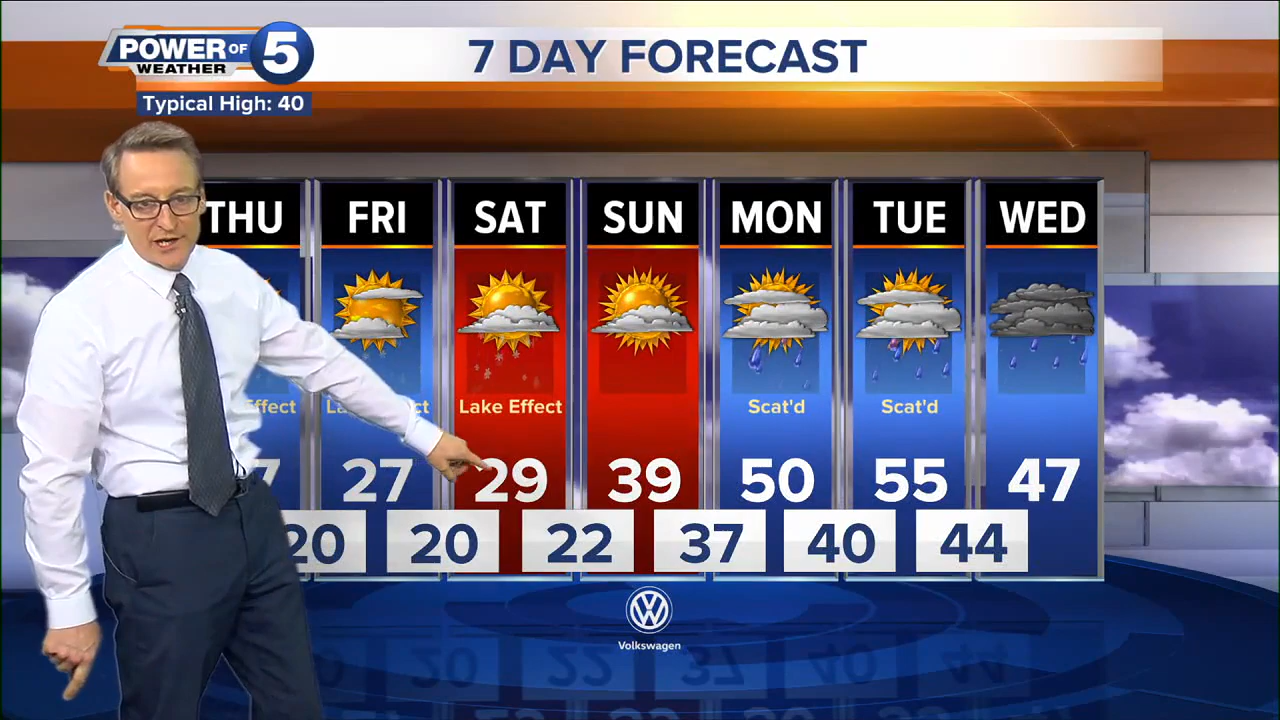 POWER OF 5
WEATHER
7 DAY FORECAST
Typical High: 40
THU FRI SAT SUN MON TUE WED
Lake Effect Scat'd Scat'd
27 29 39 50 55 47
20 20 22 37 40 44
Volkswagen